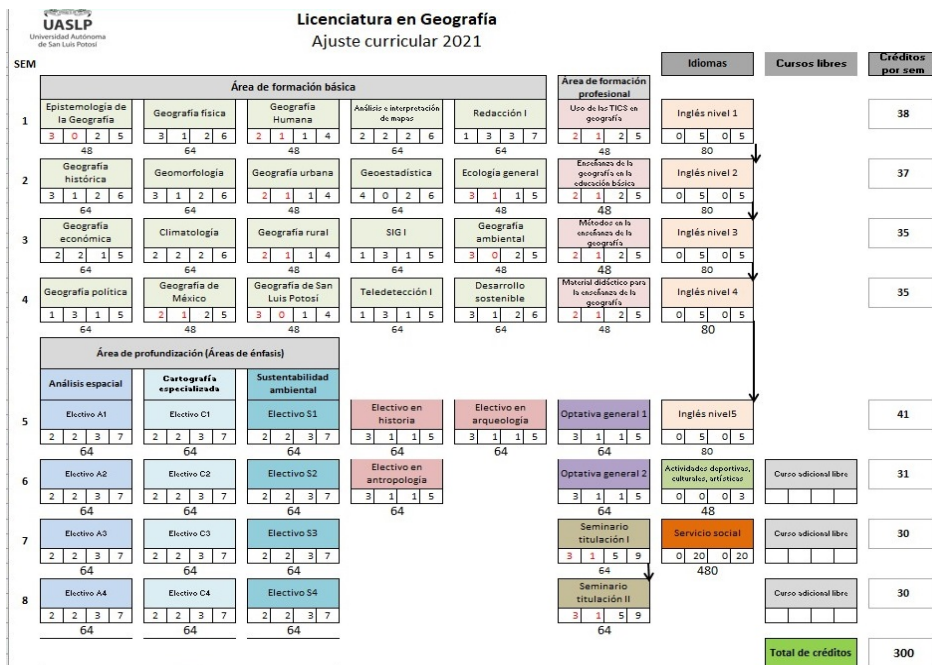 UASLP
Universidad Autónoma
de San Luis Potosí
Licenciatura en Geografía
Ajuste curricular 2021
SEM
Idiomas
Cursos libres
Créditos
por sem
Área de formación básica
Área de formación
profesional
1
Epistemología de
la Geografía
3 0 2 5
48
Geografía física
3 1 2 6
64
Geografía
Humana
2 1 1 4
48
Análisis e interpretación
de mapas
2 2 2 6
64
Redacción I
1 3 3 7
64
Uso de las TICS en
geografía
2 1 2 5
48
Inglés nivel 1
0 5 0 5
80
38
2
Geografía
histórica
3 1 2 6
64
Geomorfología
3 1 2 6
64
Geografía urbana
2 1 1 4
48
Geoestadística
4 0 2 6
64
Ecología general
3 1 1 5
64
Enseñanza de la
geografía en la
educación básica
2 1 2 5
48
Inglés nivel 2
0 5 0 5
80
37
3
Geografía
económica
2 2 1 5
64
Climatología
2 2 2 6
64
Geografía rural
2 1 1 4
48
SIG I
1 3 1 5
64
Geografía
ambiental
3 0 2 5
48
Métodos en la
enseñanza de la
geografía
2 1 2 5
48
Inglés nivel 3
0 5 0 5
80
35
4
Geografía política
1 3 1 5
64
Geografía de
México
2 1 2 5
48
Geografía de San
Luis Potosí
3 0 1 4
48
Teledetección I
1 3 1 5
64
Desarrollo
sostenible
3 1 2 6
64
Material didáctico para
la enseñanza de la
geografía
2 1 2 5
48
Inglés nivel 4
0 5 0 5
80
35
Área de profundización (Áreas de énfasis)
Análisis espacial
Cartografía
especializada
Sustentabilidad
ambiental
5
Electivo A1
2 2 3 7
64
Electivo C1
2 2 3 7
64
Electivo S1
2 2 3 7
64
Electivo en
historia
3 1 1 5
64
Electivo en
arqueología
3 1 1 5
64
Optativa general 1
3 1 1 5
64
Inglés nivel5
0 5 0 5
80
41
6
Electivo A2
2 2 3 7
64
Electivo C2
2 2 3 7
64
Electivo S2
2 2 3 7
64
Electivo en
antropología
3 1 1 5
64
Optativa general 2
3 1 1 5
64
Actividades deportivas,
culturales, artísticas
0 0 0 3
48
Curso adicional libre
31
7
Electivo A3
2 2 3 7
64
Electivo C3
2 2 3 7
64
Electivo S3
2 2 3 7
64
Seminario
titulación I
3 1 5 9
64
Servicio social
0 20 0 20
480
Curso adicional libre
30
8
Electivo A4
2 2 3 7
64
Electivo C4
2 2 3 7
64
Electivo S4
2 2 3 7
64
Seminario
titulación II
3 1 5 9
64
Curso adicional libre
30
Total de créditos
300